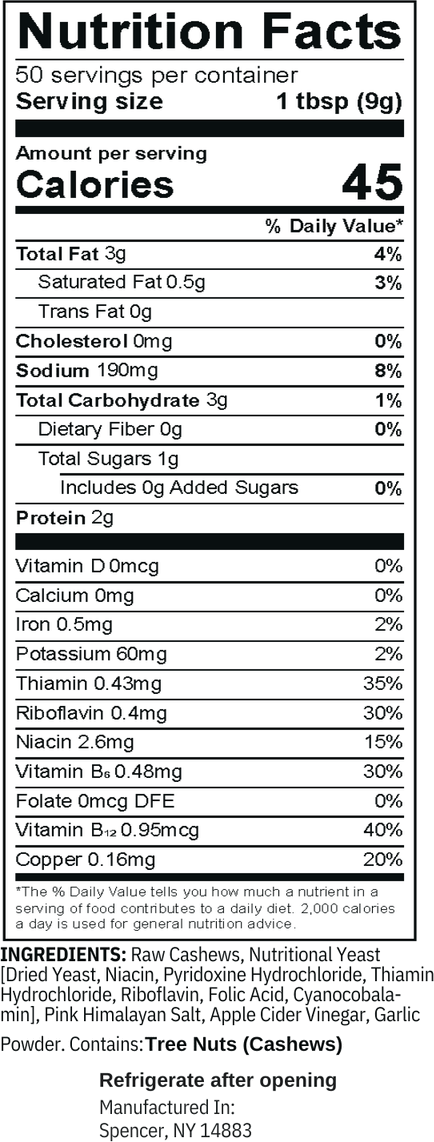 Nutrition Facts
50 servings per container
Serving size 1 tbsp (9g)
Amount per serving
Calories 45
% Daily Value*
Total Fat 3g 4%
Saturated Fat 0.5g 3%
Trans Fat 0g
Cholesterol 0mg 0%
Sodium 190mg 8%
Total Carbohydrate 3g 1%
Dietary Fiber 0g 0%
Total Sugars 1g
Includes 0g Added Sugars 0%
Protein 2g
Vitamin D 0mcg 0%
Calcium 0mg 0%
Iron 0.5mg 2%
Potassium 60mg 2%
Thiamin 0.43mg 35%
Riboflavin 0.4mg 30%
Niacin 2.6mg 15%
Vitamin B₆ 0.48mg 30%
Folate 0mcg DFE 0%
Vitamin B₁₂ 0.95mcg 40%
Copper 0.16mg 20%
*The % Daily Value tells you how much a nutrient in a
serving of food contributes to a daily diet. 2,000 calories
a day is used for general nutrition advice.
INGREDIENTS: Raw Cashews, Nutritional Yeast
[Dried Yeast, Niacin, Pyridoxine Hydrochloride, Thiamin
Hydrochloride, Riboflavin, Folic Acid, Cyanocobala-
min], Pink Himalayan Salt, Apple Cider Vinegar, Garlic
Powder. Contains: Tree Nuts (Cashews)
Refrigerate after opening
Manufactured In:
Spencer, NY 14883